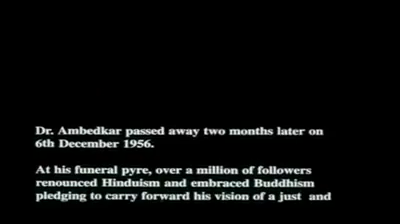 Dr. Ambedkar passed away two months later on
6th December 1956.
At his funeral pyre, over a million of followers
renounced Hinduism and embraced Buddhism
pledging to carry forward his vision of a just and